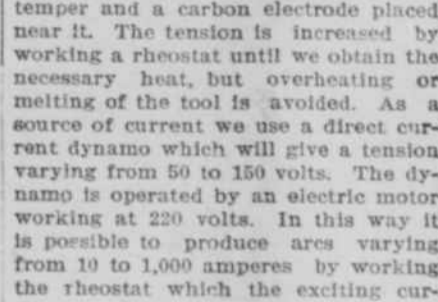 temper and a carbon electrode placed
near it. The tension is increased by
working a rheostat until we obtain the
necessary heat, but overheating or
melting of the tool is avoided. As a
source of current we use a direct cur-
rent dynamo which will give a tension
varying from 50 to 150 volts. The dy-
namo is operated by an electric motor
working at 220 volts. In this way it
is possible to produce arcs varying
from 10 to 1,000 amperes by working
the rheostat which the exciting cur-